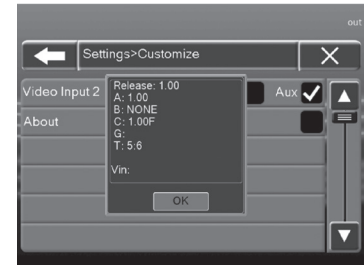 out
Settings>Customize
Video Input 2
Aux
About
Release: 1.00
A: 1.00
B: NONE
C: 1.00F
G:
T: 5:6
Vin:
OK